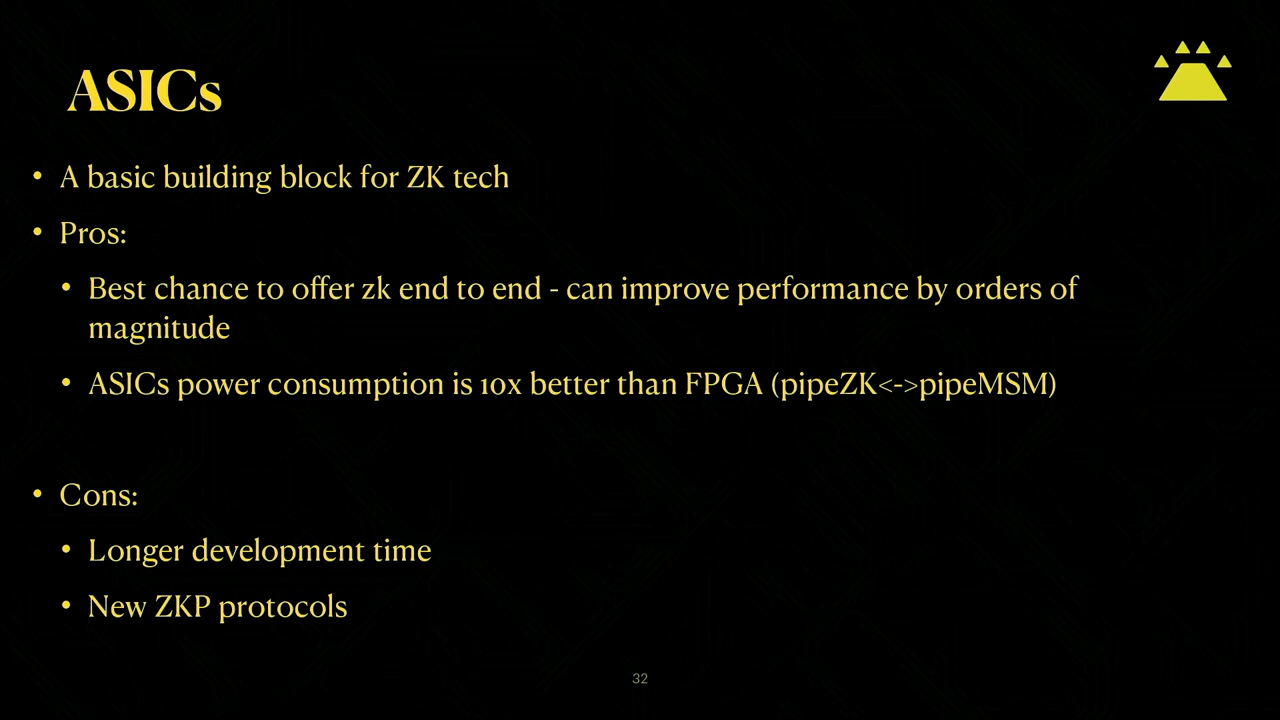 ASICs
• A basic building block for ZK tech
• Pros:
• Best chance to offer zk end to end - can improve performance by orders of
magnitude
• ASICs power consumption is 10x better than FPGA (pipeZK<->pipeMSM)
• Cons:
• Longer development time
• New ZKP protocols
32